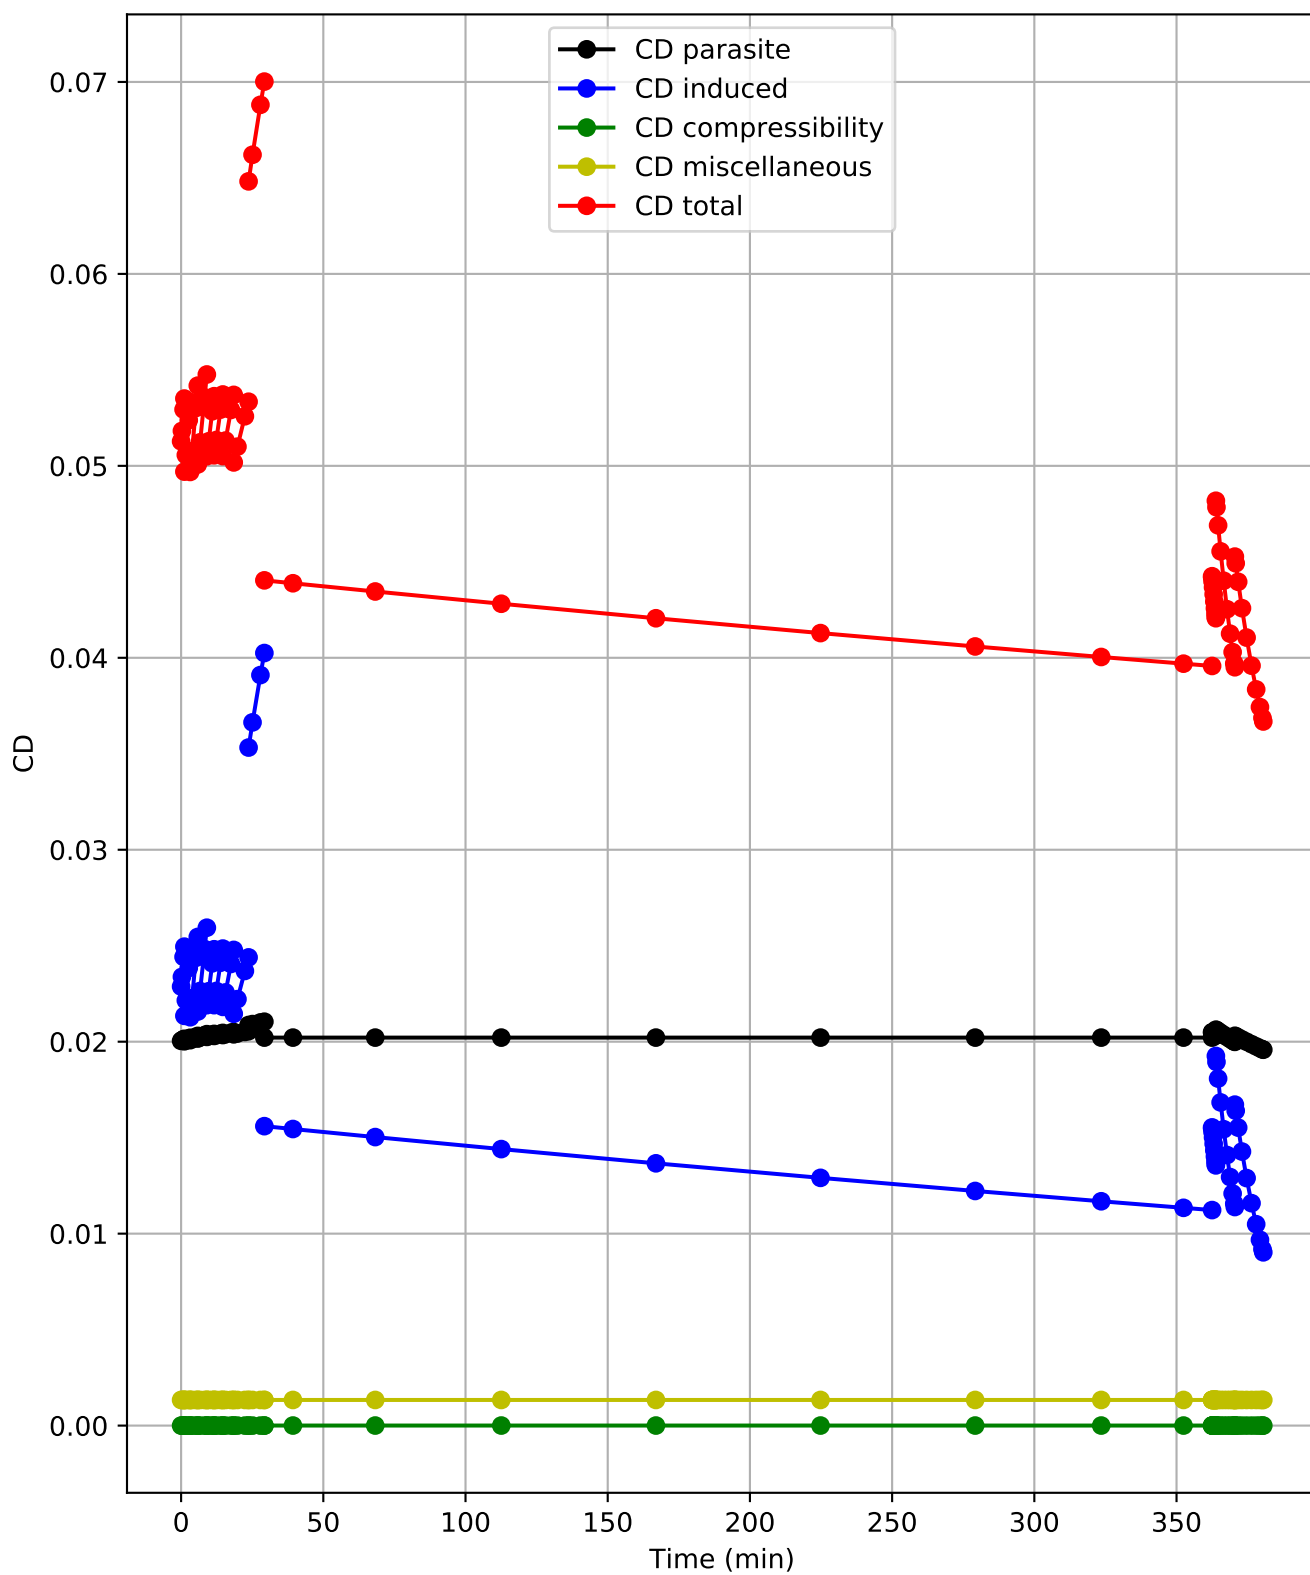 CD parasite
CD induced
CD compressibility
CD miscellaneous
CD total
0.07
0.06
0.05
0.04
0.03
0.02
0.01
0.00
CD
0 50 100 150 200 250 300 350
Time (min)